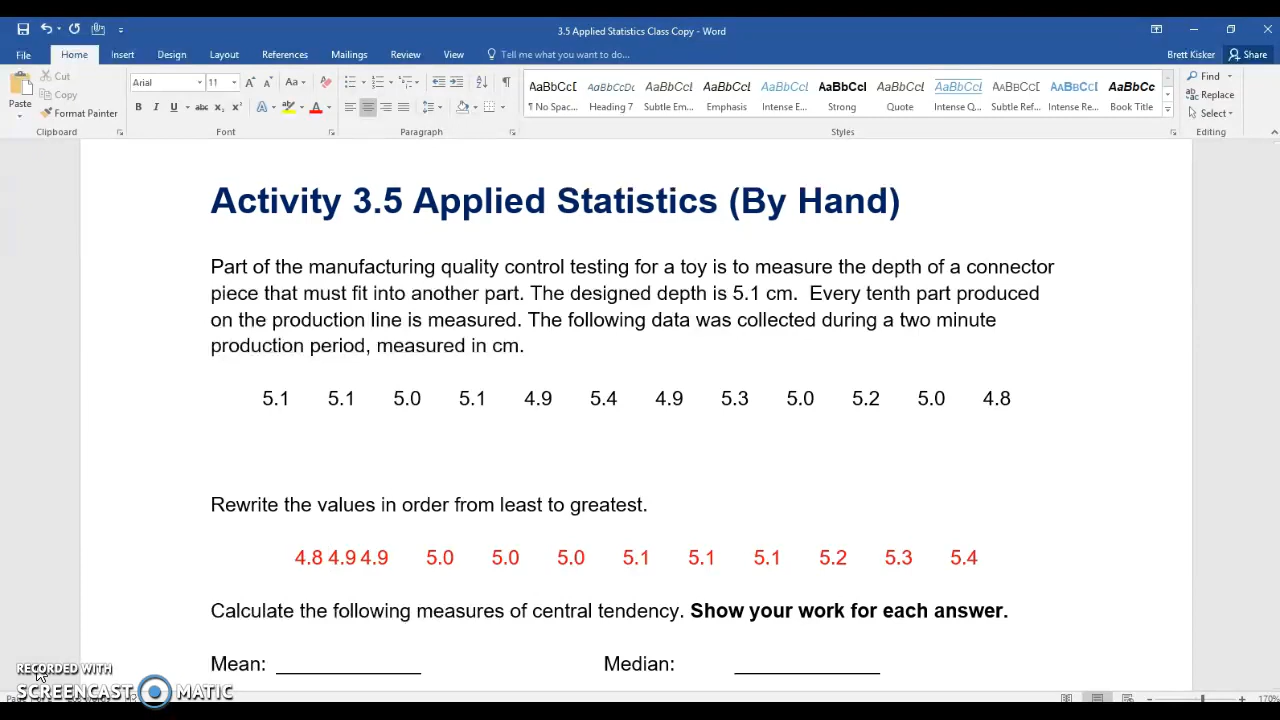 3.5 Applied Statistics Class Copy - Word
File Home Insert Design Layout References Mailings Review View Tell me what you want to do... Brett Kisker Share
Paste Cut Copy Format Painter
Arial 11 Aa
AaBbCcI AaBbCcDc AaBbCcI AaBbCcI AaBbCcI AaBbCcI AaBbCcI AaBbCcI AaBbCcI AaBbCcI AaBbCc
¶ No Spac... Heading 7 Subtle Em... Emphasis Intense E... Strong Quote Intense Q... Subtle Ref... Intense Re... Book Title
Find Replace Select
Clipboard Font Paragraph Styles Editing
Activity 3.5 Applied Statistics (By Hand)
Part of the manufacturing quality control testing for a toy is to measure the depth of a connector
piece that must fit into another part. The designed depth is 5.1 cm. Every tenth part produced
on the production line is measured. The following data was collected during a two minute
production period, measured in cm.
5.1 5.1 5.0 5.1 4.9 5.4 4.9 5.3 5.0 5.2 5.0 4.8
Rewrite the values in order from least to greatest.
4.8 4.9 4.9 5.0 5.0 5.0 5.1 5.1 5.1 5.2 5.3 5.4
Calculate the following measures of central tendency. Show your work for each answer.
Mean: Median:
RECORDED WITH
SCREENCAST MATIC
170%